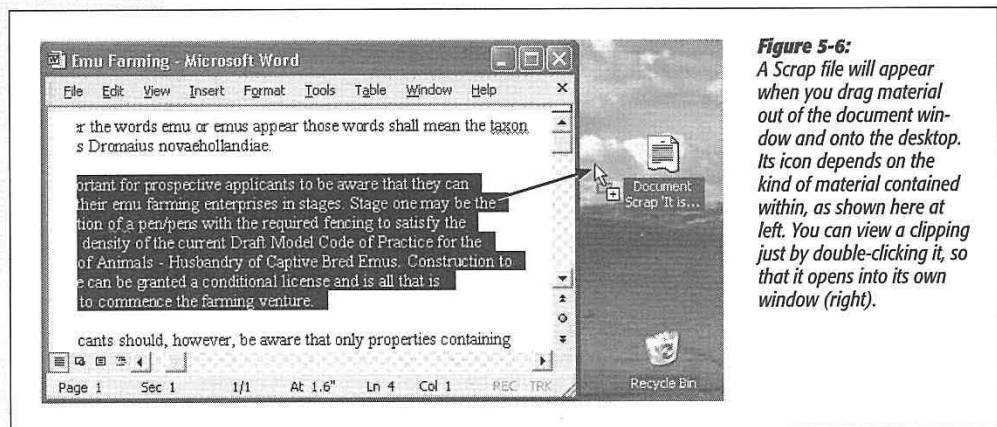 Emu Farming - Microsoft Word
File Edit View Insert Format Tools Table Window Help
r the words emu or emus appear those words shall mean the taxon
s Dromaius novaehollandiae.
ortant for prospective applicants to be aware that they can
their emu farming enterprises in stages. Stage one may be the
tion of a pen/pens with the required fencing to satisfy the
density of the current Draft Model Code of Practice for the
of Animals - Husbandry of Captive Bred Emus. Construction to
e can be granted a conditional license and is all that is
to commence the farming venture.
cants should, however, be aware that only properties containing
Page 1 Sec 1 1/1 At 1.6" Ln 4 Col 1 REC TRK
Document
Scrap 'It is...
Recycle Bin
Figure 5-6:
A Scrap file will appear
when you drag material
out of the document win-
dow and onto the desktop.
Its icon depends on the
kind of material contained
within, as shown here at
left. You can view a clipping
just by double-clicking it, so
that it opens into its own
window (right).